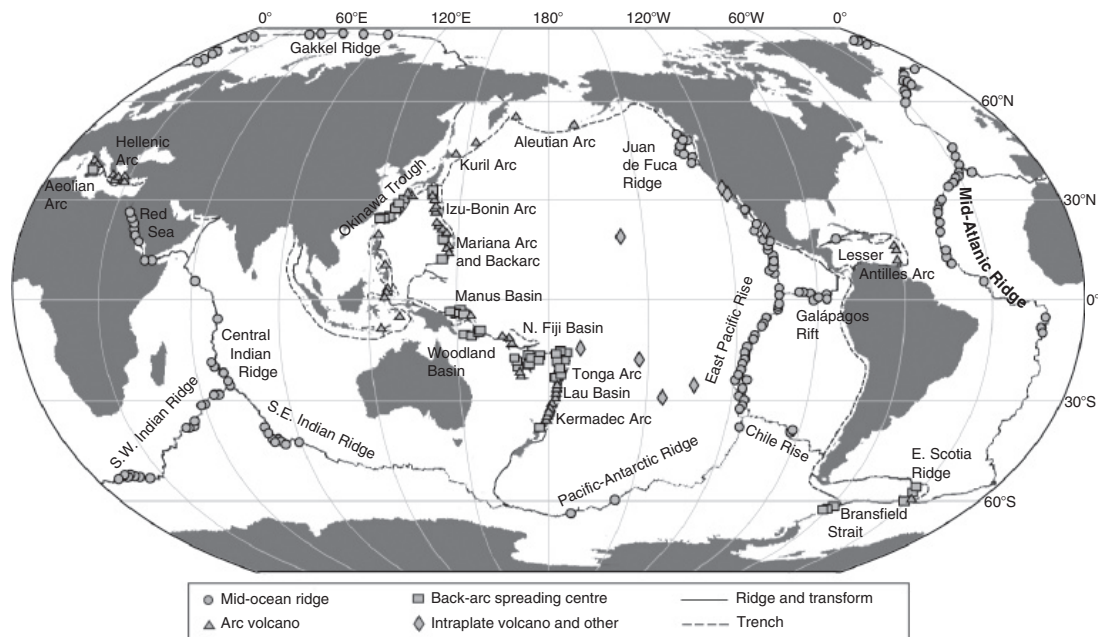 0°
60°E
120°E
180°
120°W
60°W
0°
Gakkel Ridge
60°N
Hellenic
Arc
Aleutian Arc
Juan
de Fuca
Ridge
Kuril Arc
Aeolian
Arc
Okinawa Trough
30°N
Red
Sea
Izu-Bonin Arc
Mid-Atlantic Ridge
Mariana Arc
and Backarc
Lesser
Antilles Arc
Manus Basin
0°
Galápagos
Rift
East Pacific Rise
Central
Indian
Ridge
N. Fiji Basin
Woodland
Basin
Tonga Arc
Lau Basin
30°S
Kermadec Arc
S.W. Indian Ridge
S.E. Indian Ridge
Chile Rise
Pacific-Antarctic Ridge
E. Scotia
Ridge
60°S
Bransfield
Strait
Mid-ocean ridge
Back-arc spreading centre
Ridge and transform
Arc volcano
Intraplate volcano and other
Trench